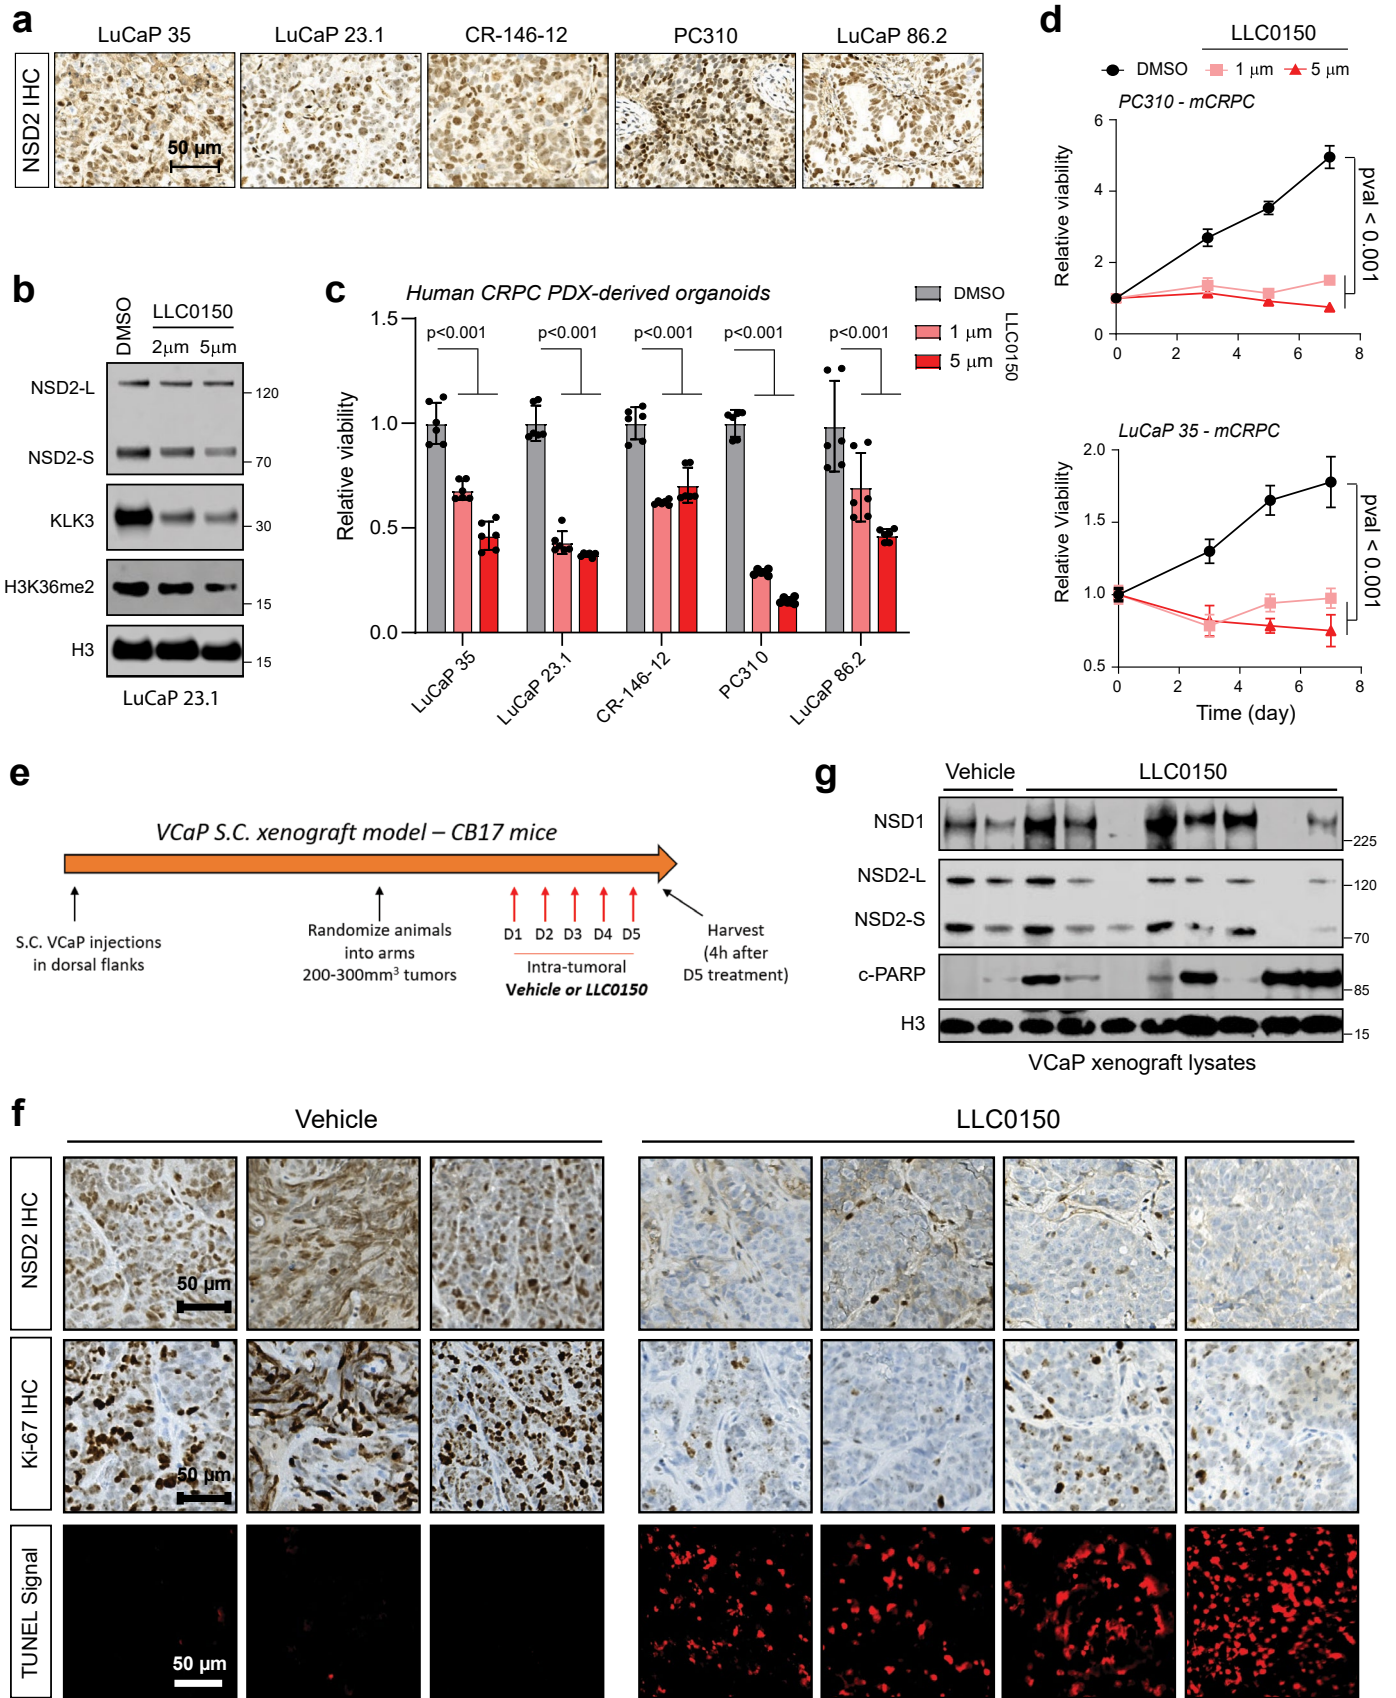 a
LuCaP 35
LuCaP 23.1
CR-146-12
PC310
LuCaP 86.2
NSD2 IHC
50 µm
b
DMSO
LLC0150
2µm
5µm
NSD2-L
120
NSD2-S
70
KLK3
30
H3K36me2
15
H3
15
LuCaP 23.1
c
Human CRPC PDX-derived organoids
DMSO
1 µm
5 µm
LLC0150
Relative viability
1.5
1.0
0.5
0.0
p<0.001
p<0.001
p<0.001
p<0.001
p<0.001
LuCaP 35
LuCaP 23.1
CR-146-12
PC310
LuCaP 86.2
d
LLC0150
DMSO
1 µm
5 µm
PC310 - mCRPC
Relative viability
6
4
2
0
0
2
4
6
8
pval < 0.001
LuCaP 35 - mCRPC
Relative Viability
2.0
1.5
1.0
0.5
0
2
4
6
8
pval < 0.001
Time (day)
e
VCaP S.C. xenograft model – CB17 mice
S.C. VCaP injections
in dorsal flanks
Randomize animals
into arms
200-300mm³ tumors
D1 D2 D3 D4 D5
Intra-tumoral
Vehicle or LLC0150
Harvest
(4h after
D5 treatment)
g
Vehicle
LLC0150
NSD1
225
NSD2-L
120
NSD2-S
70
c-PARP
85
H3
15
VCaP xenograft lysates
f
Vehicle
LLC0150
NSD2 IHC
50 µm
Ki-67 IHC
50 µm
TUNEL Signal
50 µm